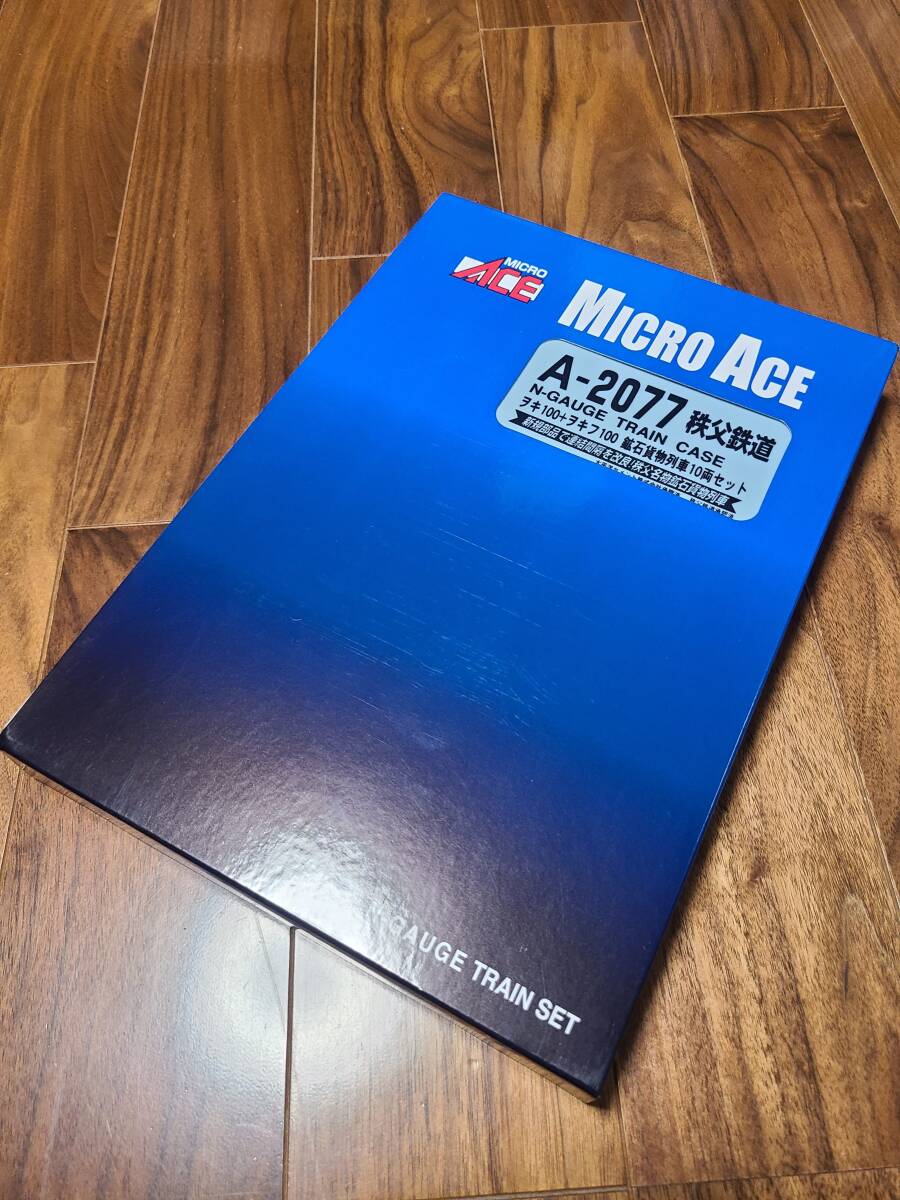 MICRO
ACE
MICRO ACE
A-2077 秩父鉄道
N-GAUGE TRAIN CASE
ヲキ100+ヲキフ100 鉱石貨物列車10両セット
新規部品で連結間隔を改良!秩父名物鉱石貨物列車
GAUGE TRAIN SET